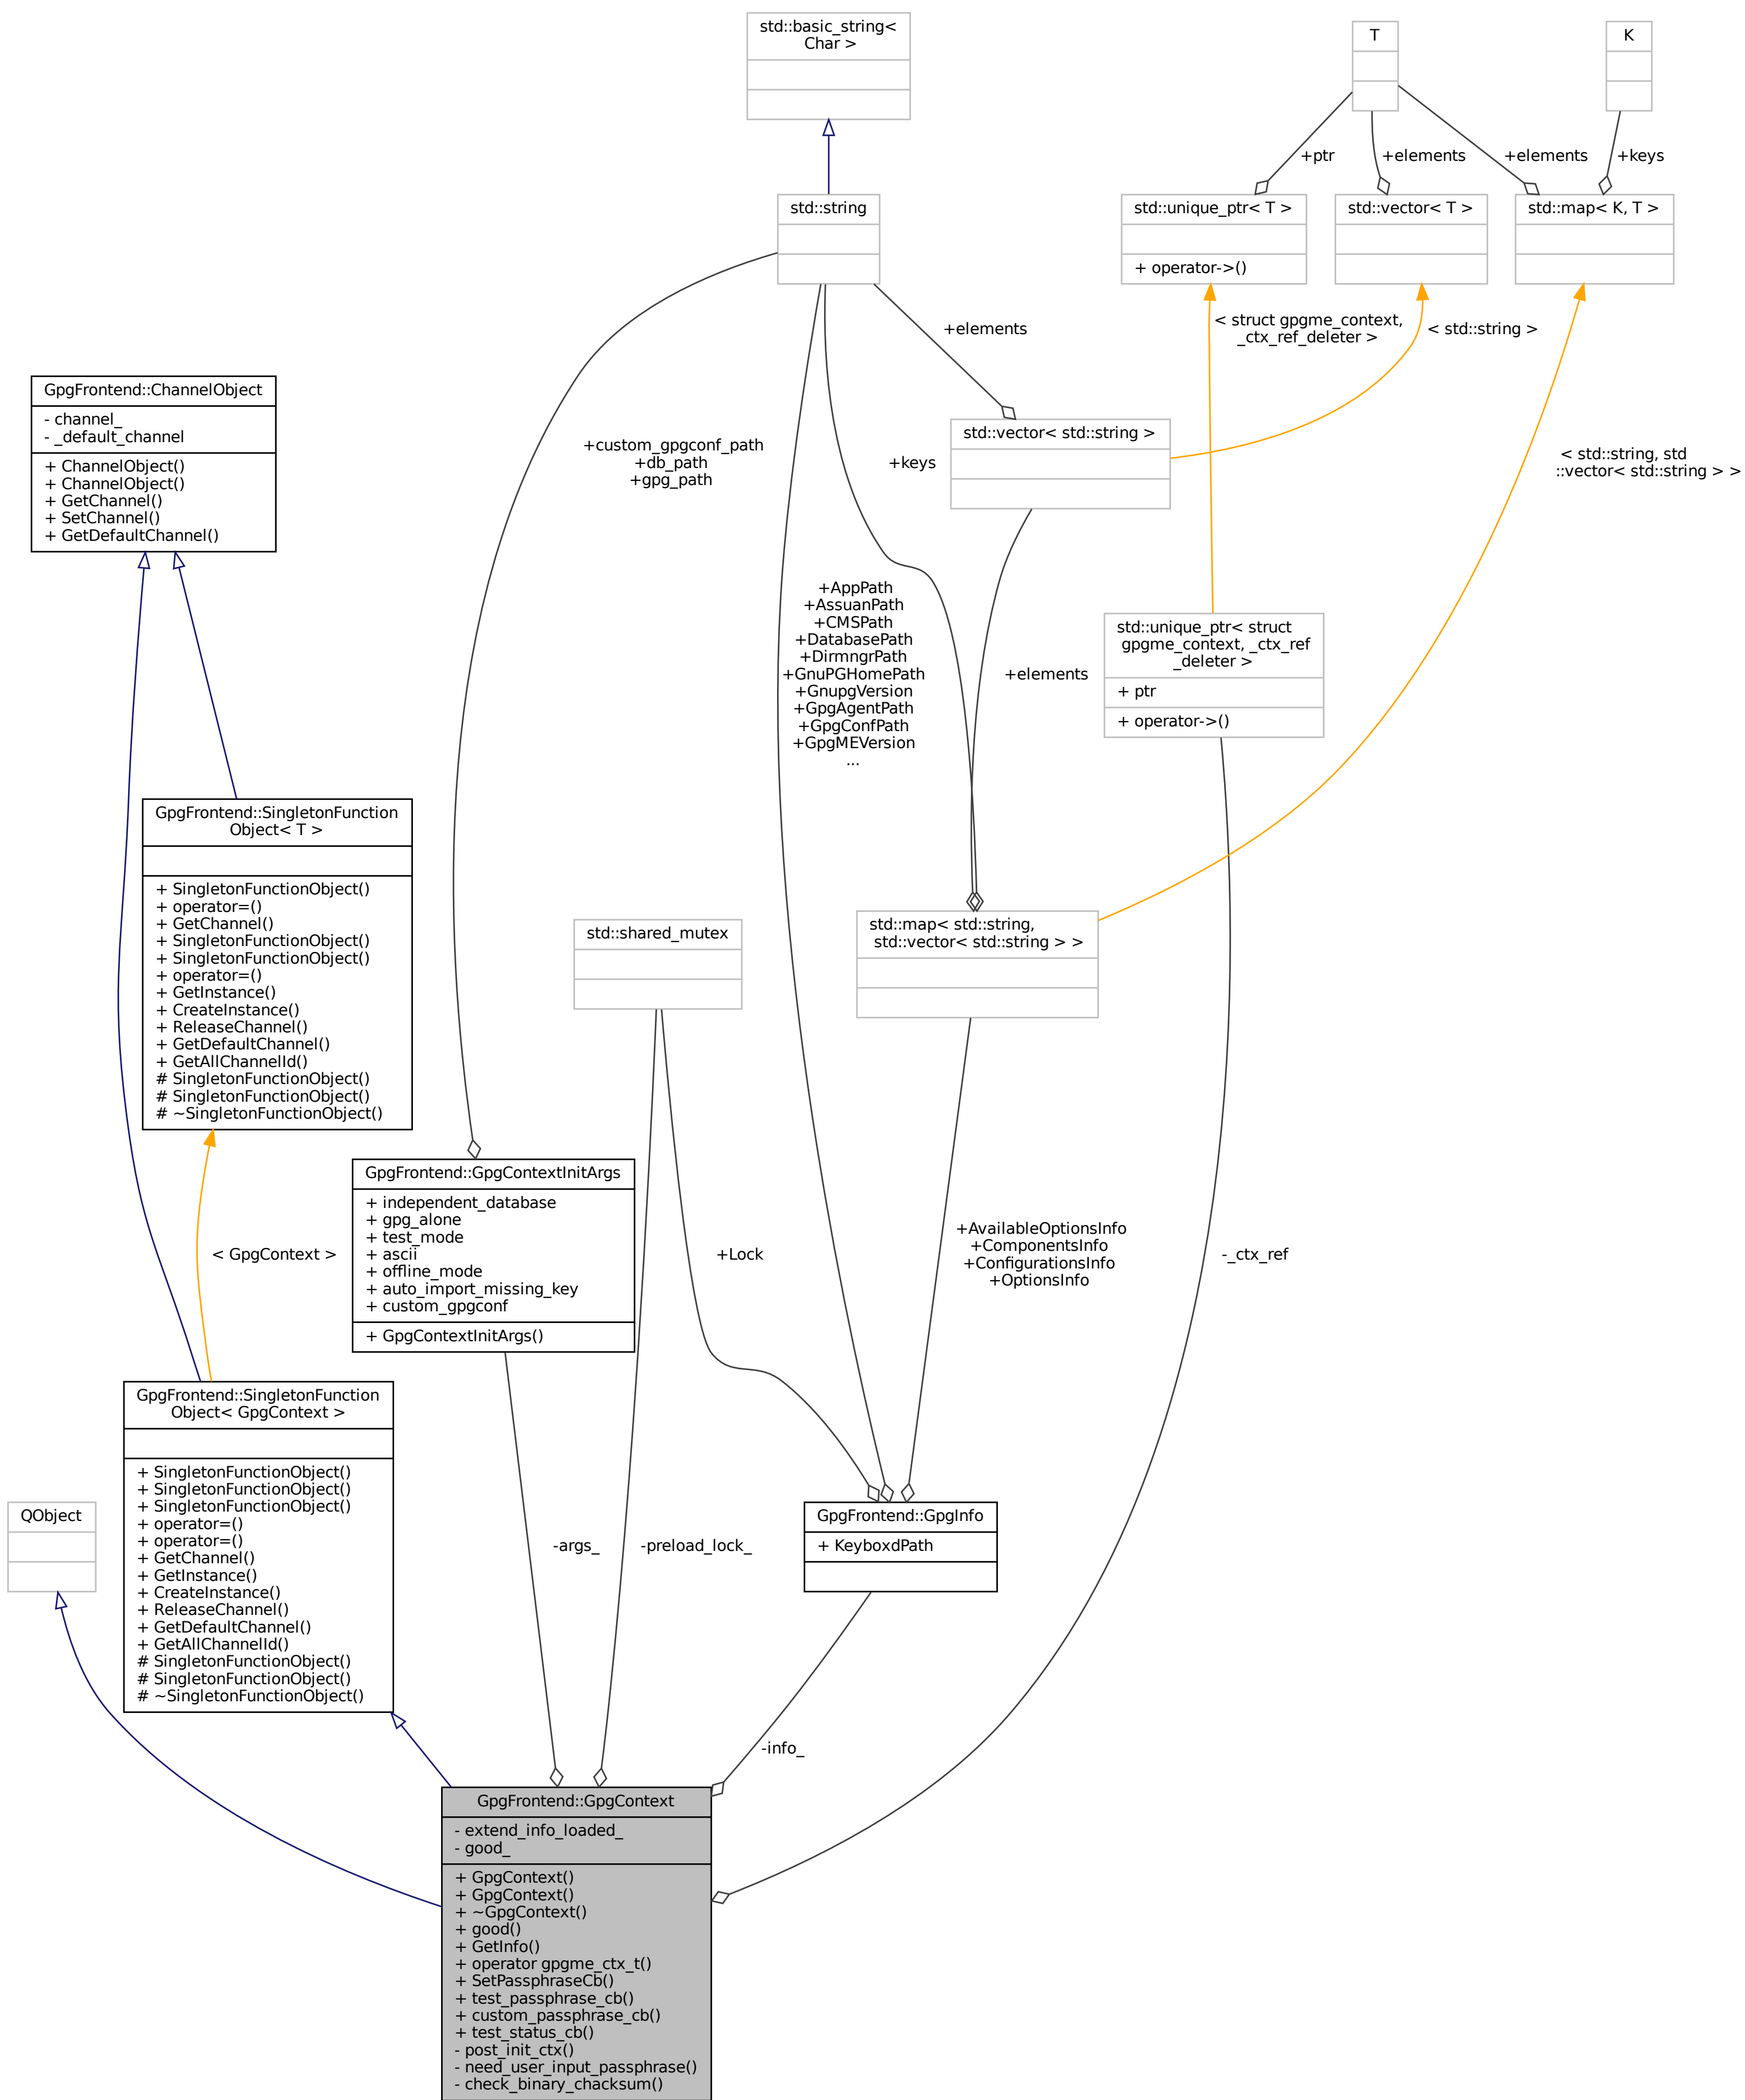 std::basic_string<
Char >
T
K
+ptr
+elements
+elements
+keys
std::string
std::unique_ptr< T >
+ operator->()
std::vector< T >
std::map< K, T >
+elements
< struct gpgme_context,
_ctx_ref_deleter >
< std::string >
GpgFrontend::ChannelObject
- channel_
- _default_channel
+ ChannelObject()
+ ChannelObject()
+ GetChannel()
+ SetChannel()
+ GetDefaultChannel()
+custom_gpgconf_path
+db_path
+gpg_path
+keys
std::vector< std::string >
< std::string, std
::vector< std::string > >
+AppPath
+AssuanPath
+CMSPath
+DatabasePath
+DirmngrPath
+GnuPGHomePath
+GnupgVersion
+GpgAgentPath
+GpgConfPath
+GpgMEVersion
...
+elements
std::unique_ptr< struct
gpgme_context, _ctx_ref
_deleter >
+ ptr
+ operator->()
GpgFrontend::SingletonFunction
Object< T >
+ SingletonFunctionObject()
+ operator=()
+ GetChannel()
+ SingletonFunctionObject()
+ SingletonFunctionObject()
+ operator=()
+ GetInstance()
+ CreateInstance()
+ ReleaseChannel()
+ GetDefaultChannel()
+ GetAllChannelId()
# SingletonFunctionObject()
# SingletonFunctionObject()
# ~SingletonFunctionObject()
std::shared_mutex
std::map< std::string,
std::vector< std::string > >
GpgFrontend::GpgContextInitArgs
+ independent_database
+ gpg_alone
+ test_mode
+ ascii
+ offline_mode
+ auto_import_missing_key
+ custom_gpgconf
+ GpgContextInitArgs()
< GpgContext >
+Lock
+AvailableOptionsInfo
+ComponentsInfo
+ConfigurationsInfo
+OptionsInfo
-_ctx_ref
GpgFrontend::SingletonFunction
Object< GpgContext >
+ SingletonFunctionObject()
+ SingletonFunctionObject()
+ SingletonFunctionObject()
+ operator=()
+ operator=()
+ GetChannel()
+ GetInstance()
+ CreateInstance()
+ ReleaseChannel()
+ GetDefaultChannel()
+ GetAllChannelId()
# SingletonFunctionObject()
# SingletonFunctionObject()
# ~SingletonFunctionObject()
QObject
-args_
-preload_lock_
GpgFrontend::GpgInfo
+ KeyboxdPath
-info_
GpgFrontend::GpgContext
- extend_info_loaded_
- good_
+ GpgContext()
+ GpgContext()
+ ~GpgContext()
+ good()
+ GetInfo()
+ operator gpgme_ctx_t()
+ SetPassphraseCb()
+ test_passphrase_cb()
+ custom_passphrase_cb()
+ test_status_cb()
- post_init_ctx()
- need_user_input_passphrase()
- check_binary_chacksum()